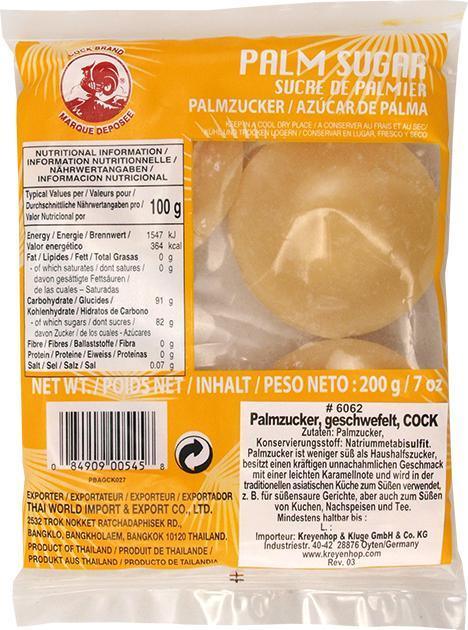 COCK BRAND
MARQUE DEPOSEE
PALM SUGAR
SUCRE DE PALMIER
PALMZUCKER / AZÚCAR DE PALMA
KEEP IN A COOL DRY PLACE / A CONSERVER AU FRAIS ET AU SEC/
KÜHL UND TROCKEN LOGERN / CONSERVAR EN LUGAR, FRESCO Y SECO
NUTRITIONAL INFORMATION /
INFORMATION NUTRITIONNELLE /
NÄHRWERTANGABEN /
INFORMACION NUTRICIONAL
Typical Values per / Valeurs pour /
Durchschnittliche Nährwertangaben pro /
Valor Nutricional por 100 g
Energy / Energie / Brennwert / 1547 kJ
Valor energético 364 kcal
Fat / Lipides / Fett / Total Grasas 0 g
- of which saturates / dont satures / 0 g
davon gesättigte Fettsäuren /
de las cuales – Saturadas
Carbohydrate / Glucides / 91 g
Kohlenhydrate / Hidratos de Carbono
- of which sugars / dont sucres / 82 g
davon Zucker / de los cuales - Azúcares
Fibre / Fibres / Ballaststoffe / Fibra 0 g
Protein / Proteine / Eiweiss / Proteinas 0 g
Salt / Sel / Salz / Sal 0.07 g
NET WT. / POIDS NET / INHALT / PESO NETO : 200 g / 7 oz
0 84909 00545 8
PBAGCK027
EXPORTER / EXPORTATEUR / EXPORTEUR / EXPORTADOR
THAI WORLD IMPORT & EXPORT CO., LTD.
2532 TROK NOKKET RATCHADAPHISEK RD.,
BANGKLO, BANGKHOLAEM, BANGKOK 10120 THAILAND.
PRODUCT OF THAILAND / PRODUIT DE THAILANDE /
PRODUKT AUS THAILAND / PRODUCTO DE TAILANDIA
# 6062
Palmzucker, geschwefelt, COCK
Zutaten: Palmzucker,
Konservierungsstoff: Natriummetabisulfit.
Palmzucker ist weniger süß als Haushaltszucker,
besitzt einen kräftigen unnachahmlichen Geschmack
mit einer leichten Karamellnote und wird in der
traditionellen asiatischen Küche zum Süßen verwendet,
z. B. für süßensaure Gerichte, aber auch zum Süßen
von Kuchen, Nachspeisen und Tee.
Mindestens haltbar bis :
L. :
Importeur: Kreyenhop & Kluge GmbH & Co. KG
Industriestr. 40-42 28876 Oyten/Germany
www.kreyenhop.com
Rev. 03